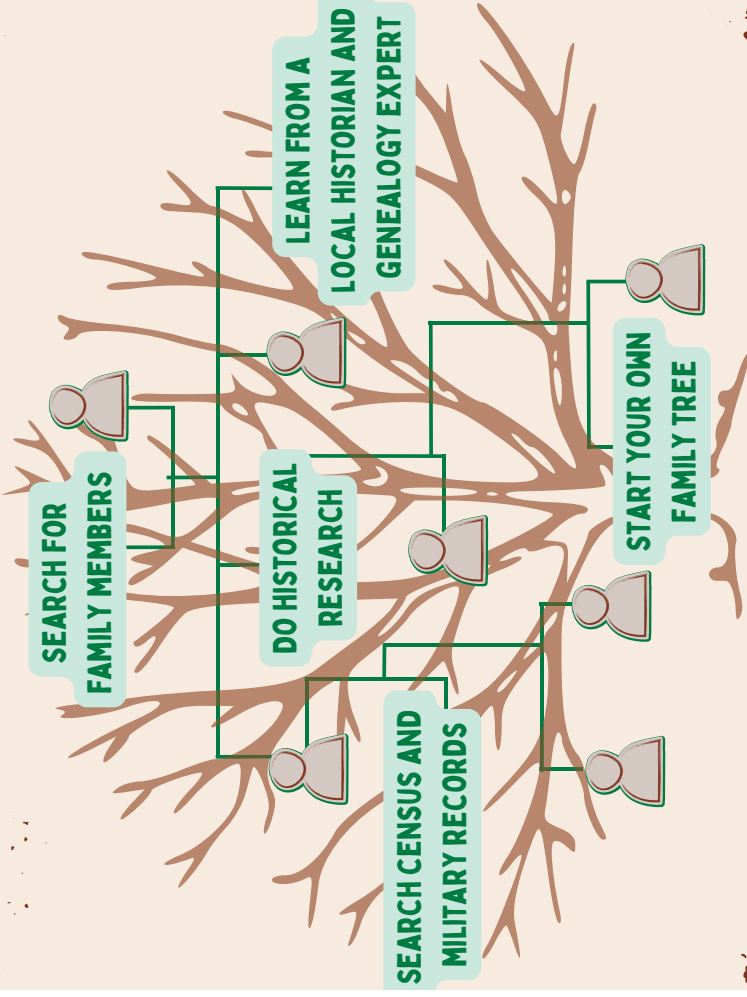 SEARCH FOR
FAMILY MEMBERS
DO HISTORICAL
RESEARCH
LEARN FROM A
LOCAL HISTORIAN AND
GENEALOGY EXPERT
SEARCH CENSUS AND
MILITARY RECORDS
START YOUR OWN
FAMILY TREE